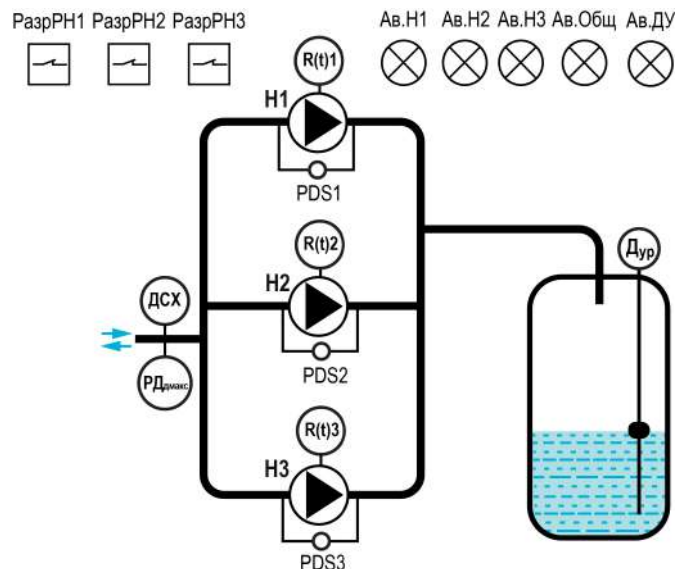 РазрРН1 РазрРН2 РазрРН3
Ав.Н1 Ав.Н2 Ав.Н3 Ав.Общ Ав.ДУ
R(t)1
Н1
PDS1
R(t)2
Дур
Н2
ДСХ
PDS2
РДдмакс
R(t)3
Н3
PDS3